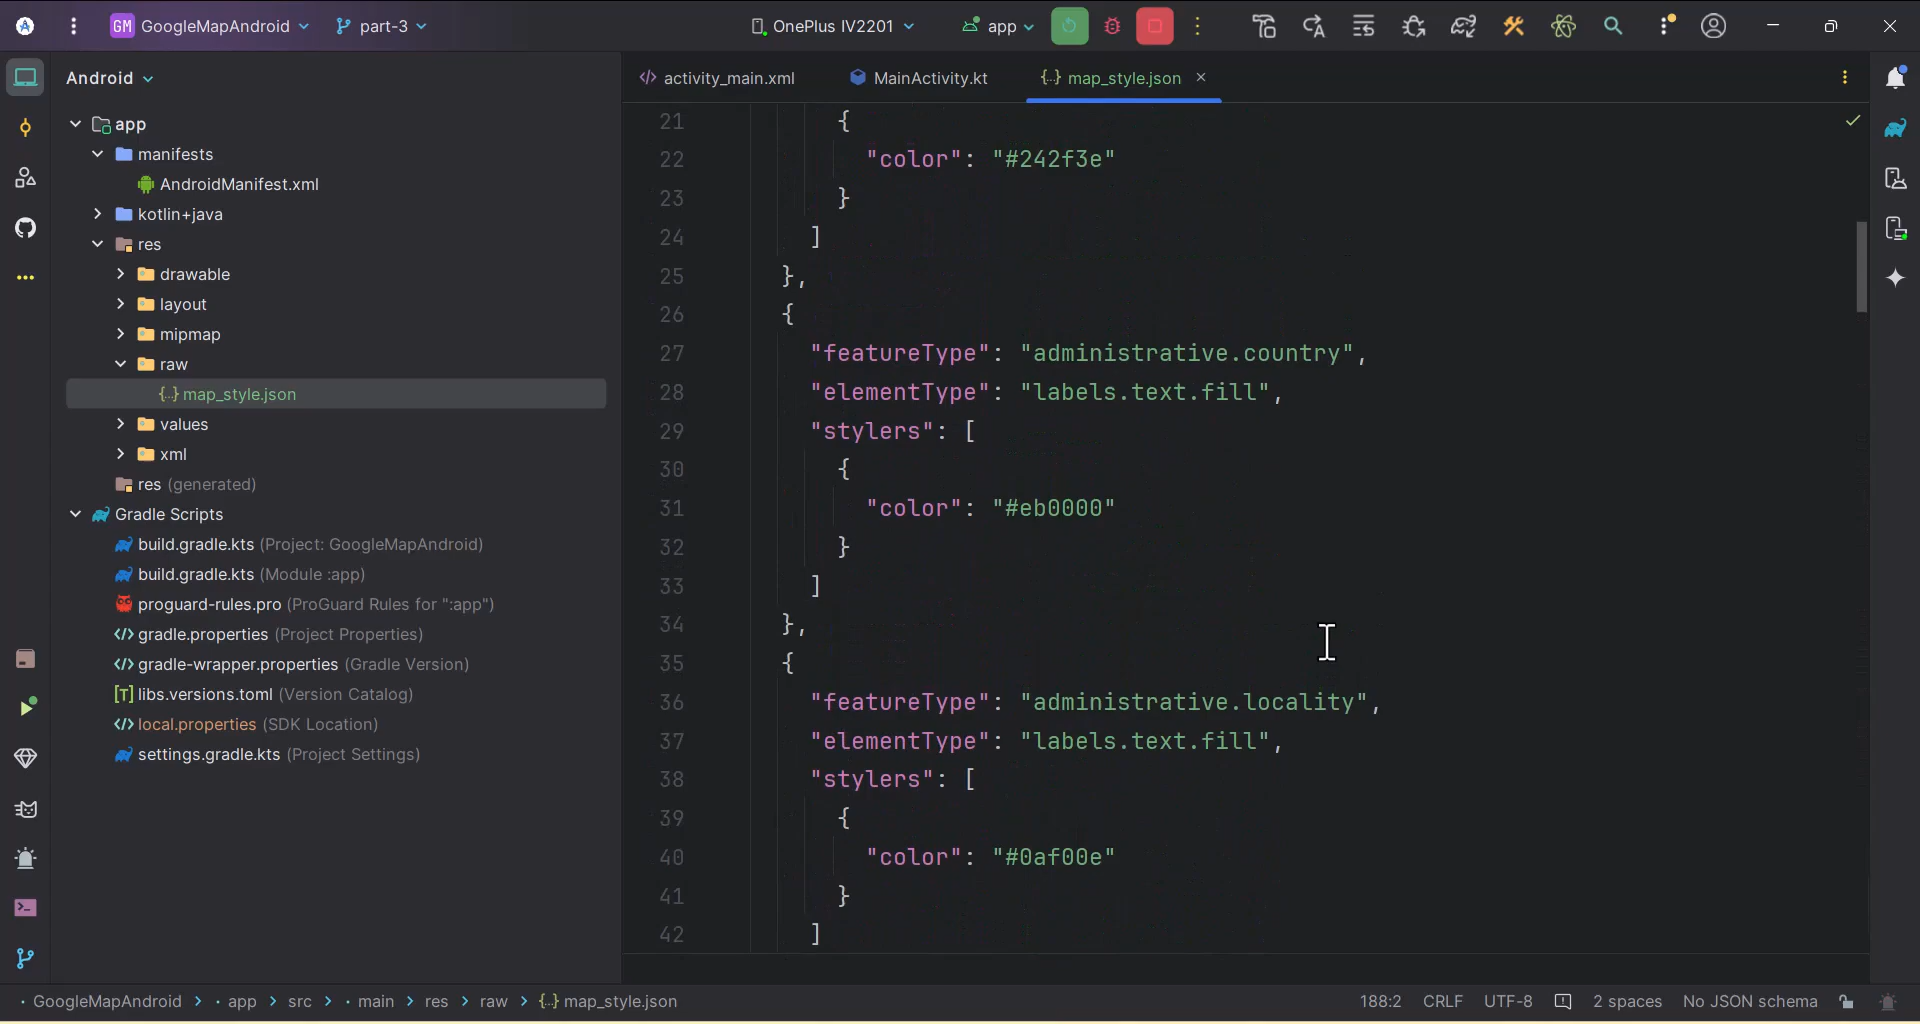 GM GoogleMapAndroid part-3 OnePlus IV2201 app
Android
activity_main.xml MainActivity.kt map_style.json
app
manifests
AndroidManifest.xml
kotlin+java
res
drawable
layout
mipmap
raw
map_style.json
values
xml
res (generated)
Gradle Scripts
build.gradle.kts (Project: GoogleMapAndroid)
build.gradle.kts (Module :app)
proguard-rules.pro (ProGuard Rules for ":app")
gradle.properties (Project Properties)
gradle-wrapper.properties (Gradle Version)
libs.versions.toml (Version Catalog)
local.properties (SDK Location)
settings.gradle.kts (Project Settings)
21 {
22 "color": "#242f3e"
23 }
24 ]
25 },
26 {
27 "featureType": "administrative.country",
28 "elementType": "labels.text.fill",
29 "stylers": [
30 {
31 "color": "#eb0000"
32 }
33 ]
34 },
35 {
36 "featureType": "administrative.locality",
37 "elementType": "labels.text.fill",
38 "stylers": [
39 {
40 "color": "#0af00e"
41 }
42 ]
GoogleMapAndroid > app > src > main > res > raw > map_style.json 188:2 CRLF UTF-8 2 spaces No JSON schema